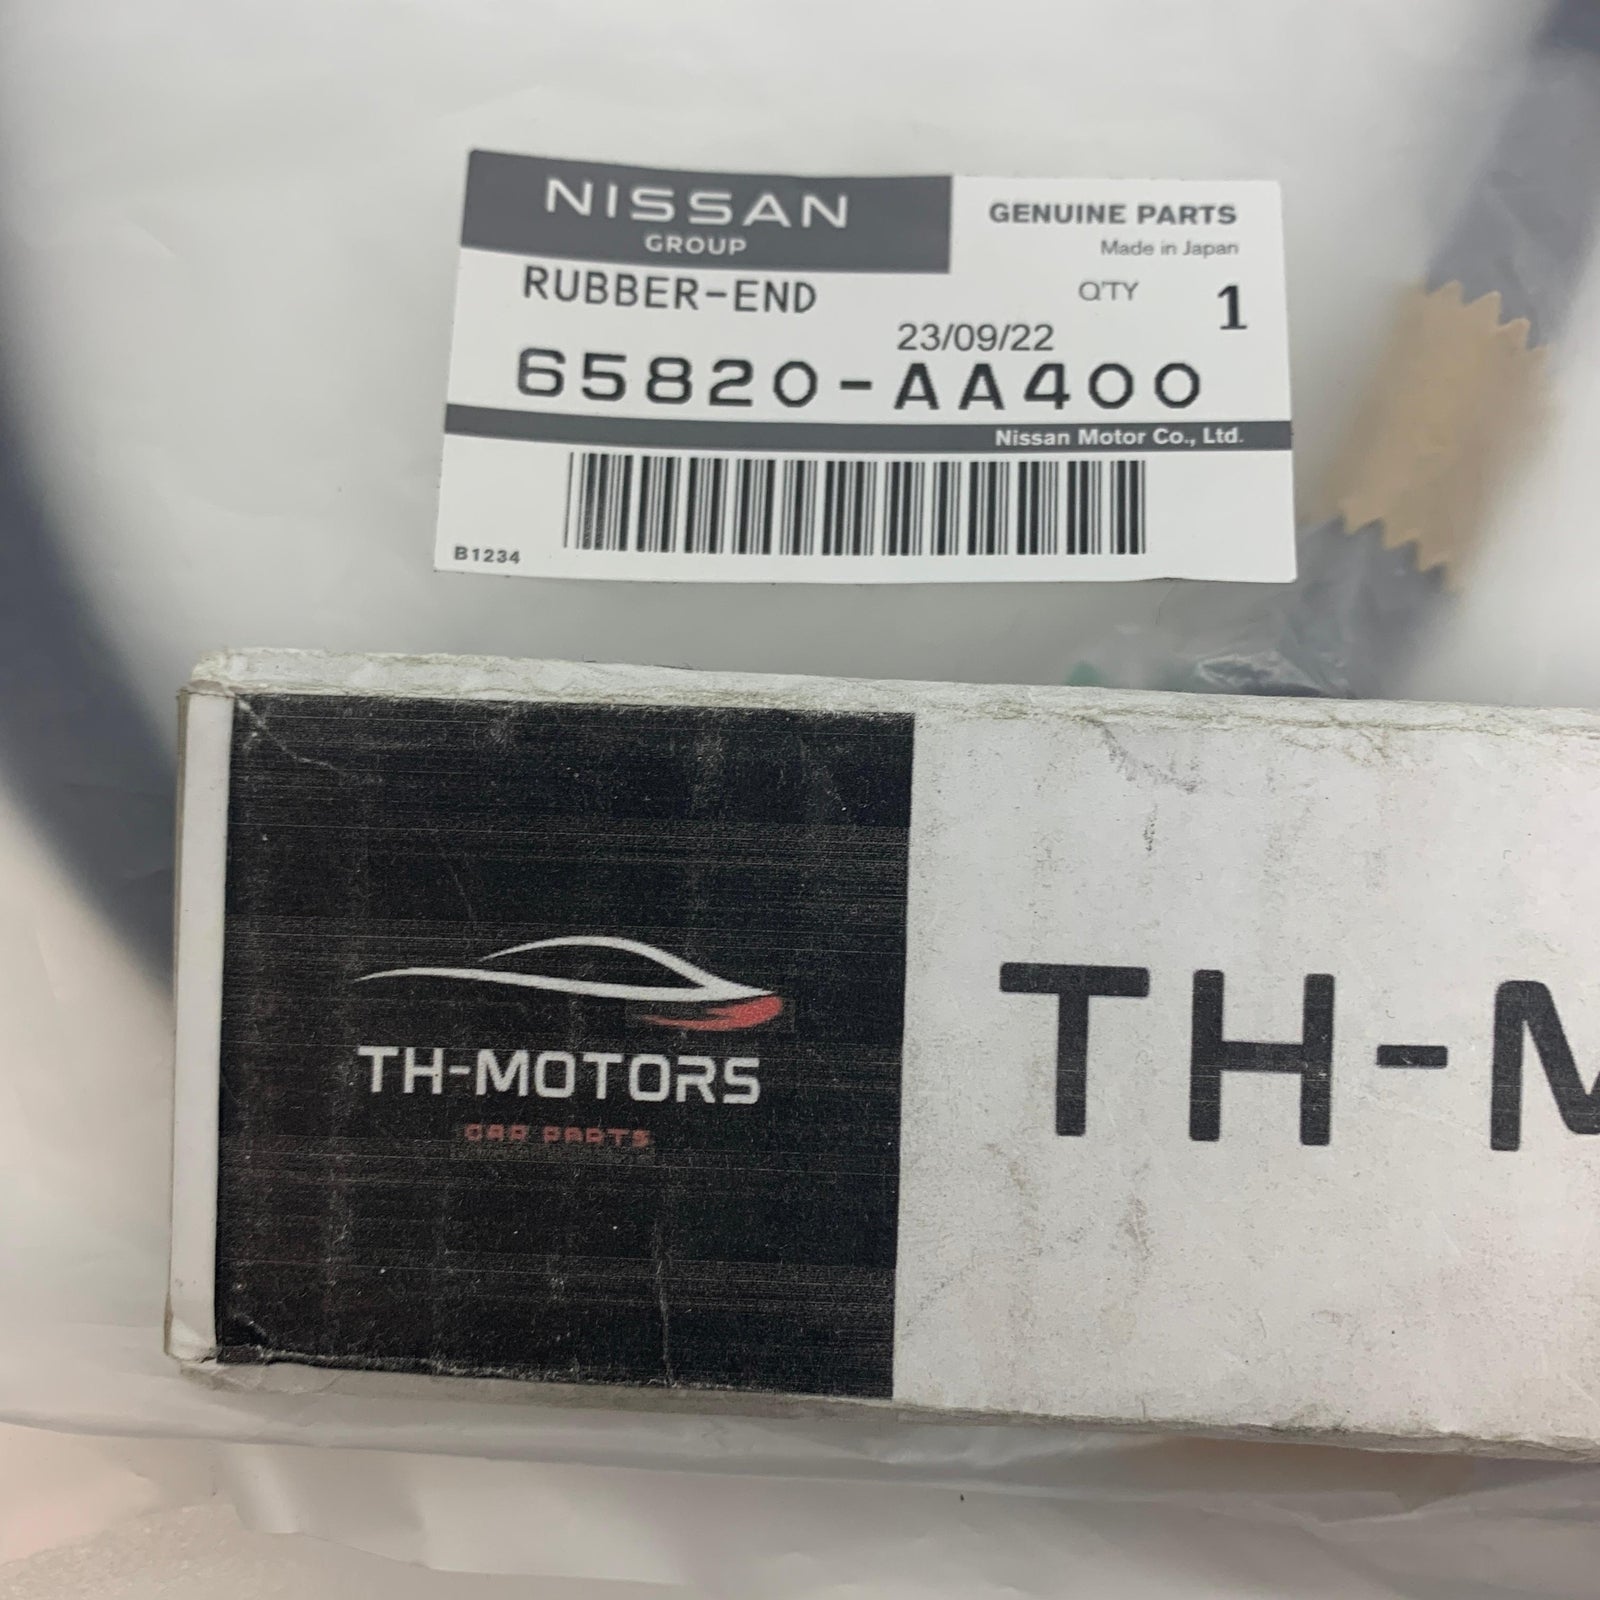 NISSAN
GROUP
GENUINE PARTS
Made in Japan
RUBBER-END
Q'TY 1
23/09/22
65820-AA400
Nissan Motor Co., Ltd.
B1234
TH-MOTORS
CAR PARTS
TH-M